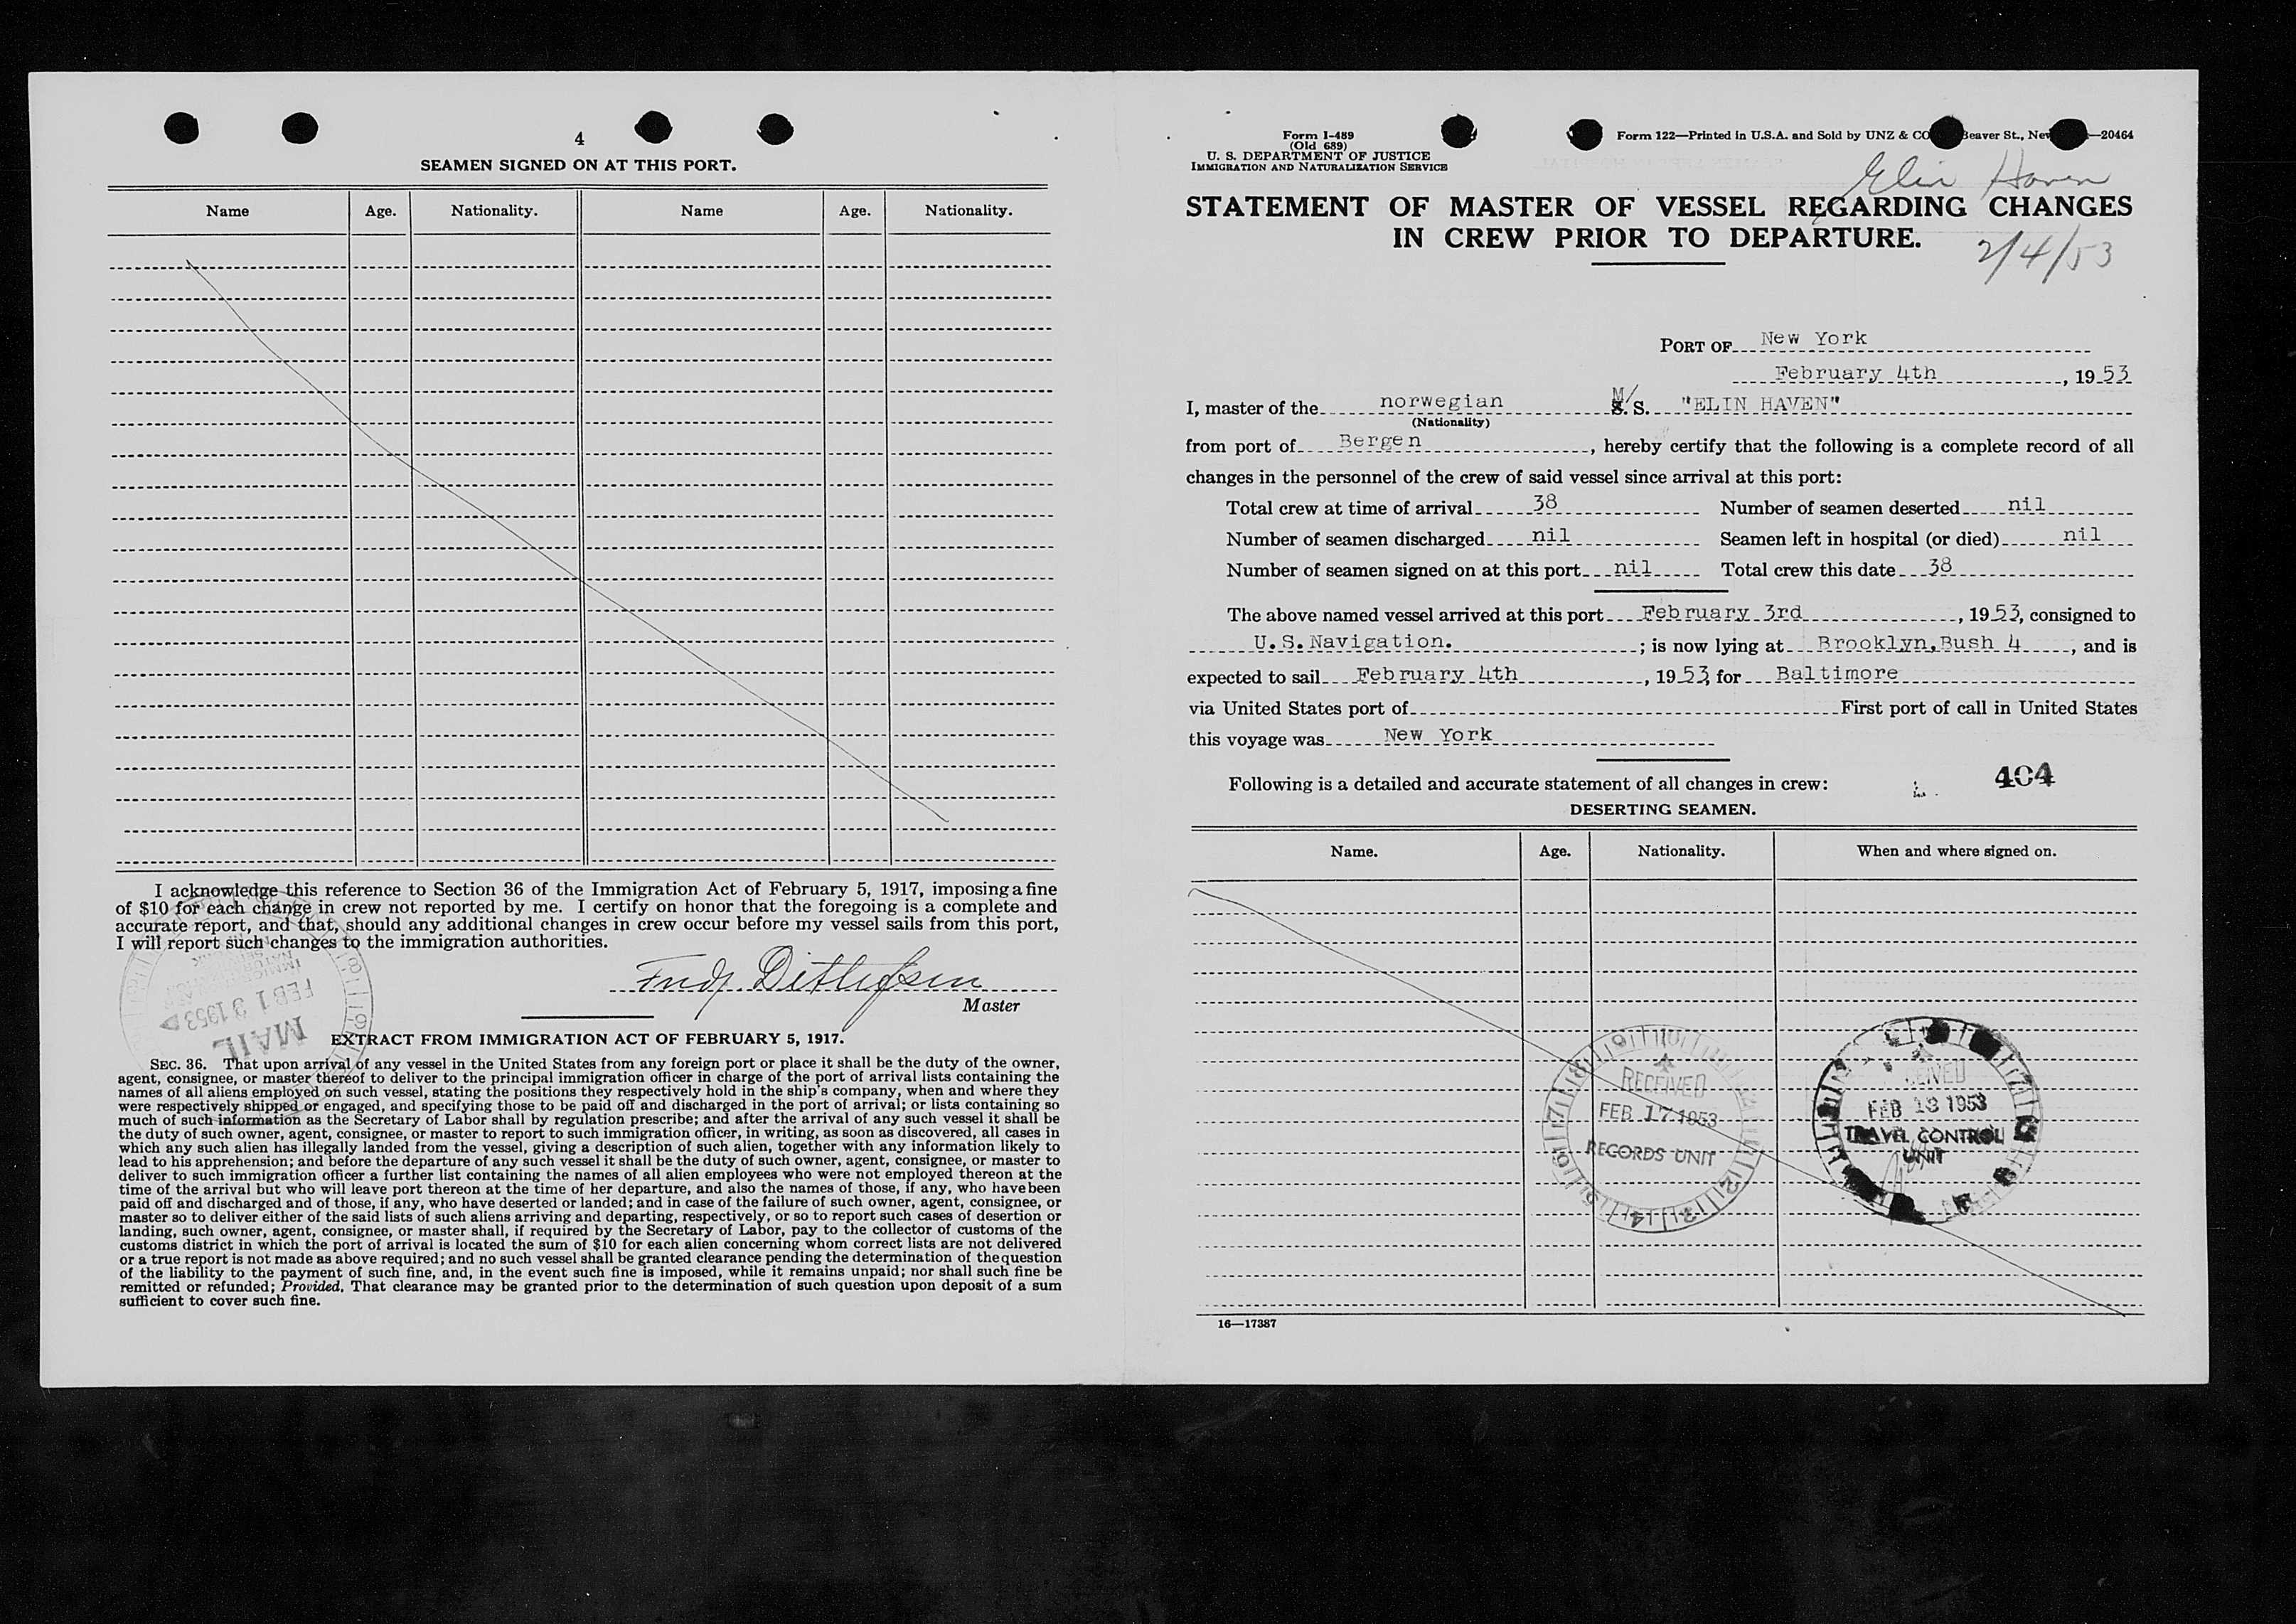 4
SEAMEN SIGNED ON AT THIS PORT.
Name Age. Nationality. Name Age. Nationality.
I acknowledge this reference to Section 36 of the Immigration Act of February 5, 1917, imposing a fine
of $10 for each change in crew not reported by me. I certify on honor that the foregoing is a complete and
accurate report, and that, should any additional changes in crew occur before my vessel sails from this port,
I will report such changes to the immigration authorities.
Ditlefsen
Master
FEB 13 1953
MAIL
EXTRACT FROM IMMIGRATION ACT OF FEBRUARY 5, 1917.
SEC. 36. That upon arrival of any vessel in the United States from any foreign port or place it shall be the duty of the owner,
agent, consignee, or master thereof to deliver to the principal immigration officer in charge of the port of arrival lists containing the
names of all aliens employed on such vessel, stating the positions they respectively hold in the ship's company, when and where they
were respectively shipped or engaged, and specifying those to be paid off and discharged in the port of arrival; or lists containing so
much of such information as the Secretary of Labor shall by regulation prescribe; and after the arrival of any such vessel it shall be
the duty of such owner, agent, consignee, or master to report to such immigration officer, in writing, as soon as discovered, all cases in
which any such alien has illegally landed from the vessel, giving a description of such alien, together with any information likely to
lead to his apprehension; and before the departure of any such vessel it shall be the duty of such owner, agent, consignee, or master to
deliver to such immigration officer a further list containing the names of all alien employees who were not employed thereon at the
time of the arrival but who will leave port thereon at the time of her departure, and also the names of those, if any, who have been
paid off and discharged and of those, if any, who have deserted or landed; and in case of the failure of such owner, agent, consignee, or
master so to deliver either of the said lists of such aliens arriving and departing, respectively, or so to report such cases of desertion or
landing, such owner, agent, consignee, or master shall, if required by the Secretary of Labor, pay to the collector of customs of the
customs district in which the port of arrival is located the sum of $10 for each alien concerning whom correct lists are not delivered
or a true report is not made as above required; and no such vessel shall be granted clearance pending the determination of the question
of the liability to the payment of such fine, and, in the event such fine is imposed, while it remains unpaid; nor shall such fine be
remitted or refunded; Provided, That clearance may be granted prior to the determination of such question upon deposit of a sum
sufficient to cover such fine.
Form I-489
(Old 689)
U. S. DEPARTMENT OF JUSTICE
IMMIGRATION AND NATURALIZATION SERVICE
Form 122—Printed in U.S.A. and Sold by UNZ & CO Beaver St., New —20464
Elin Haven
STATEMENT OF MASTER OF VESSEL REGARDING CHANGES
IN CREW PRIOR TO DEPARTURE.
2/4/53
PORT OF New York
February 4th, 1953
I, master of the norwegian M/S. "ELIN HAVEN"
(Nationality)
from port of Bergen, hereby certify that the following is a complete record of all
changes in the personnel of the crew of said vessel since arrival at this port:
Total crew at time of arrival 38 Number of seamen deserted nil
Number of seamen discharged nil Seamen left in hospital (or died) nil
Number of seamen signed on at this port nil Total crew this date 38
The above named vessel arrived at this port February 3rd, 1953, consigned to
U.S.Navigation. ; is now lying at Brooklyn,Bush 4, and is
expected to sail February 4th, 1953 for Baltimore
via United States port of First port of call in United States
this voyage was New York
Following is a detailed and accurate statement of all changes in crew:
404
DESERTING SEAMEN.
Name. Age. Nationality. When and where signed on.
RECEIVED
FEB 17 1953
RECORDS UNIT
FEB 13 1953
TRAVEL CONTROL
UNIT
16—17387